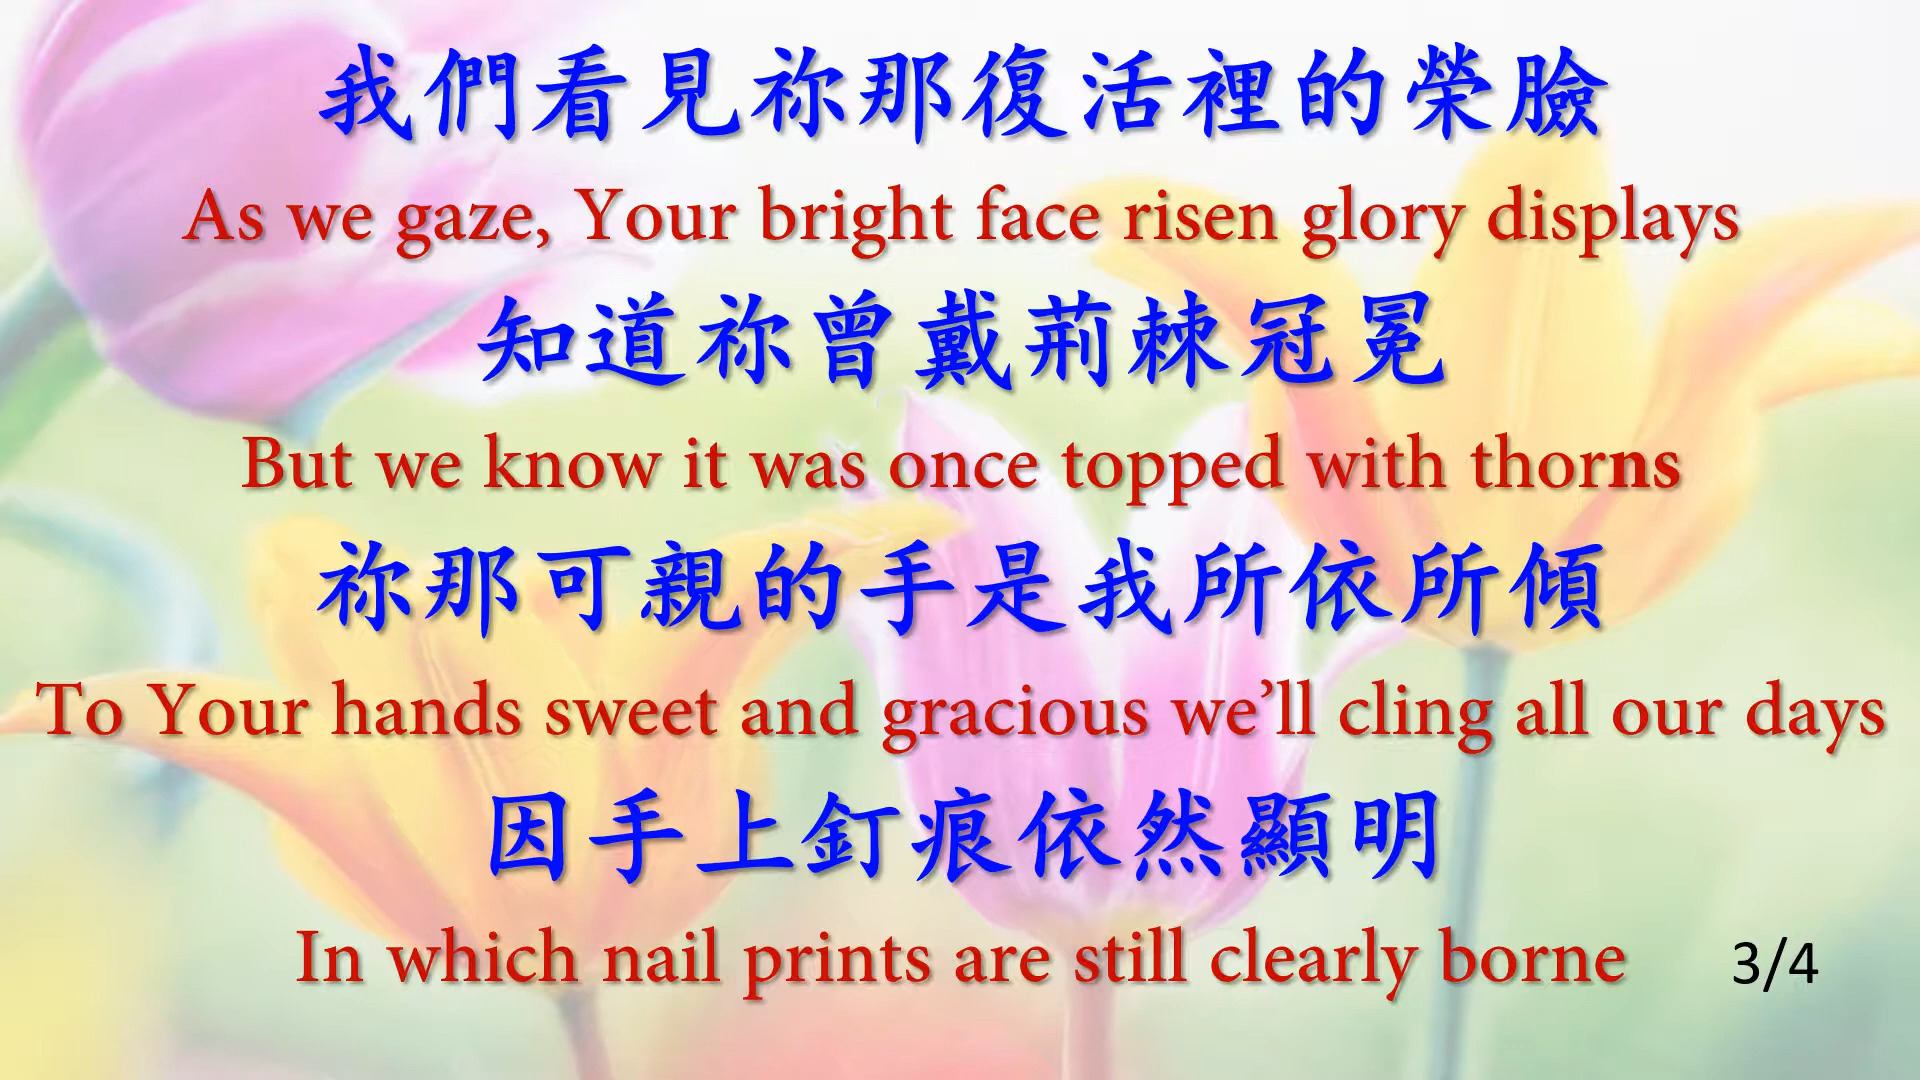 我們看見祢那復活裡的榮臉
As we gaze, Your bright face risen glory displays
知道祢曾戴荊棘冠冕
But we know it was once topped with thorns
祢那可親的手是我所依所傾
To Your hands sweet and gracious we’ll cling all our days
因手上釘痕依然顯明
In which nail prints are still clearly borne
3/4